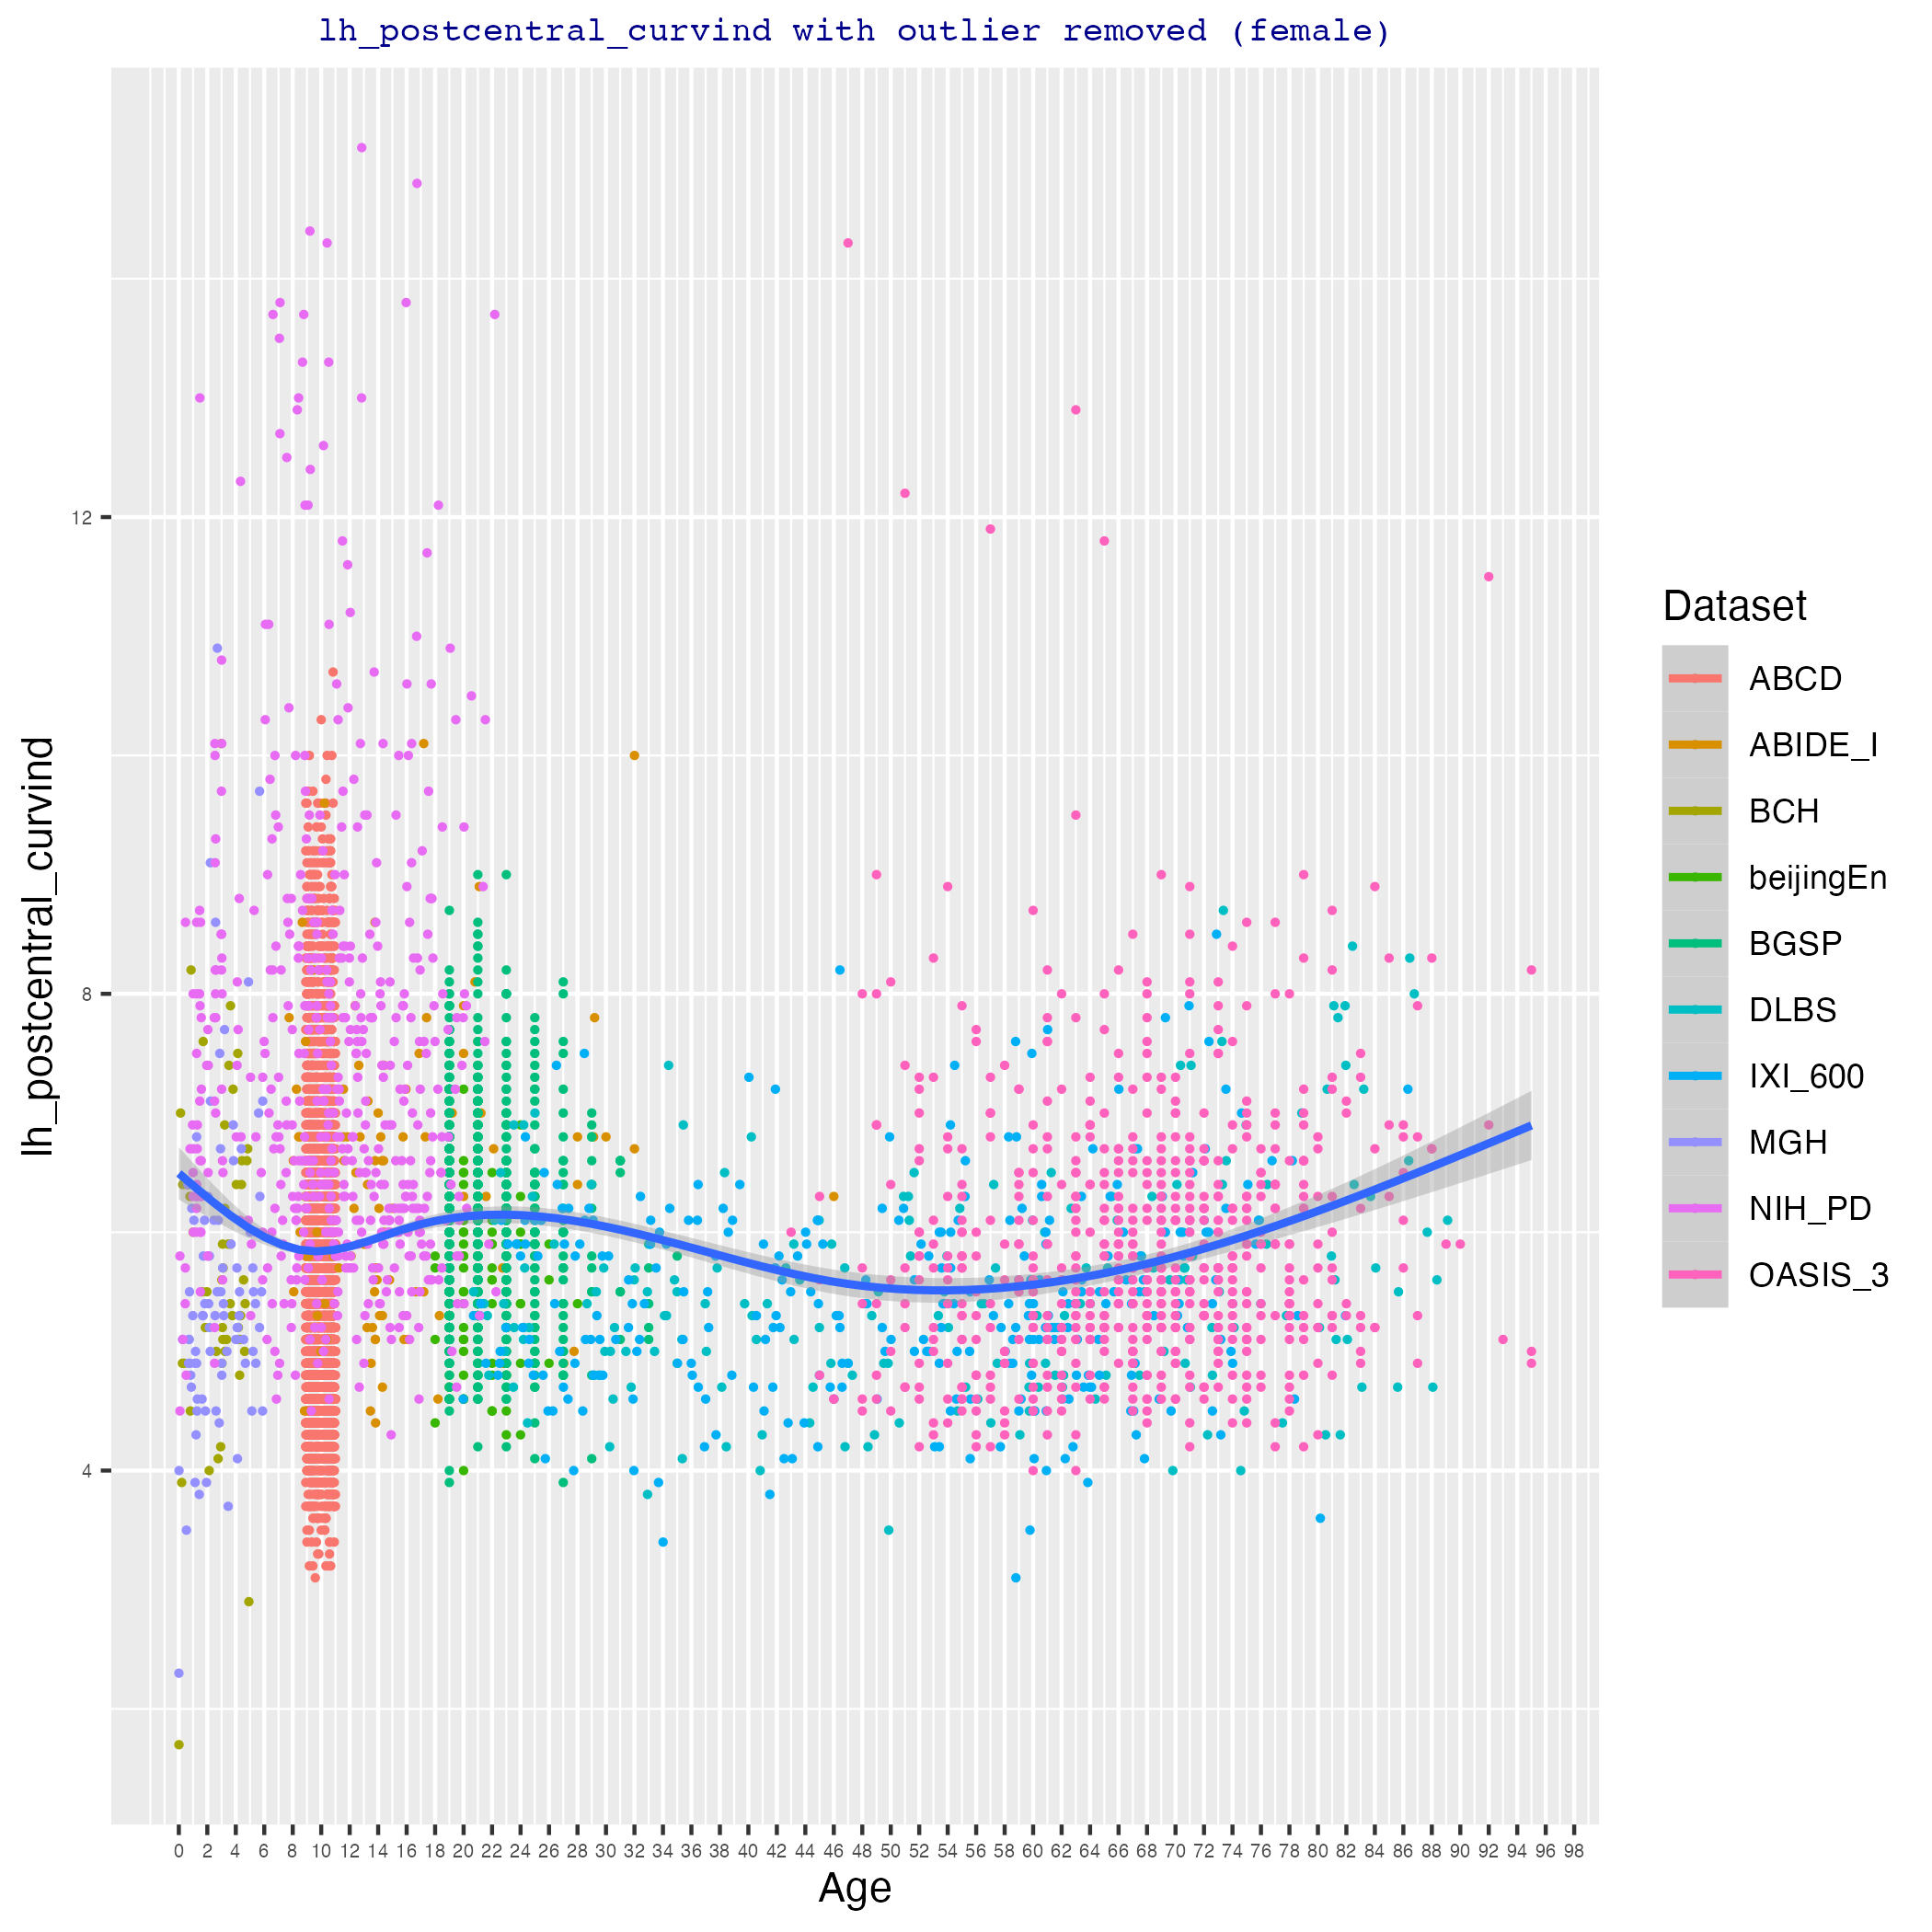 lh_postcentral_curvind with outlier removed (female)
lh_postcentral_curvind
12
8
4
0 2 4 6 8 10 12 14 16 18 20 22 24 26 28 30 32 34 36 38 40 42 44 46 48 50 52 54 56 58 60 62 64 66 68 70 72 74 76 78 80 82 84 86 88 90 92 94 96 98
Age
Dataset
ABCD
ABIDE_I
BCH
beijingEn
BGSP
DLBS
IXI_600
MGH
NIH_PD
OASIS_3